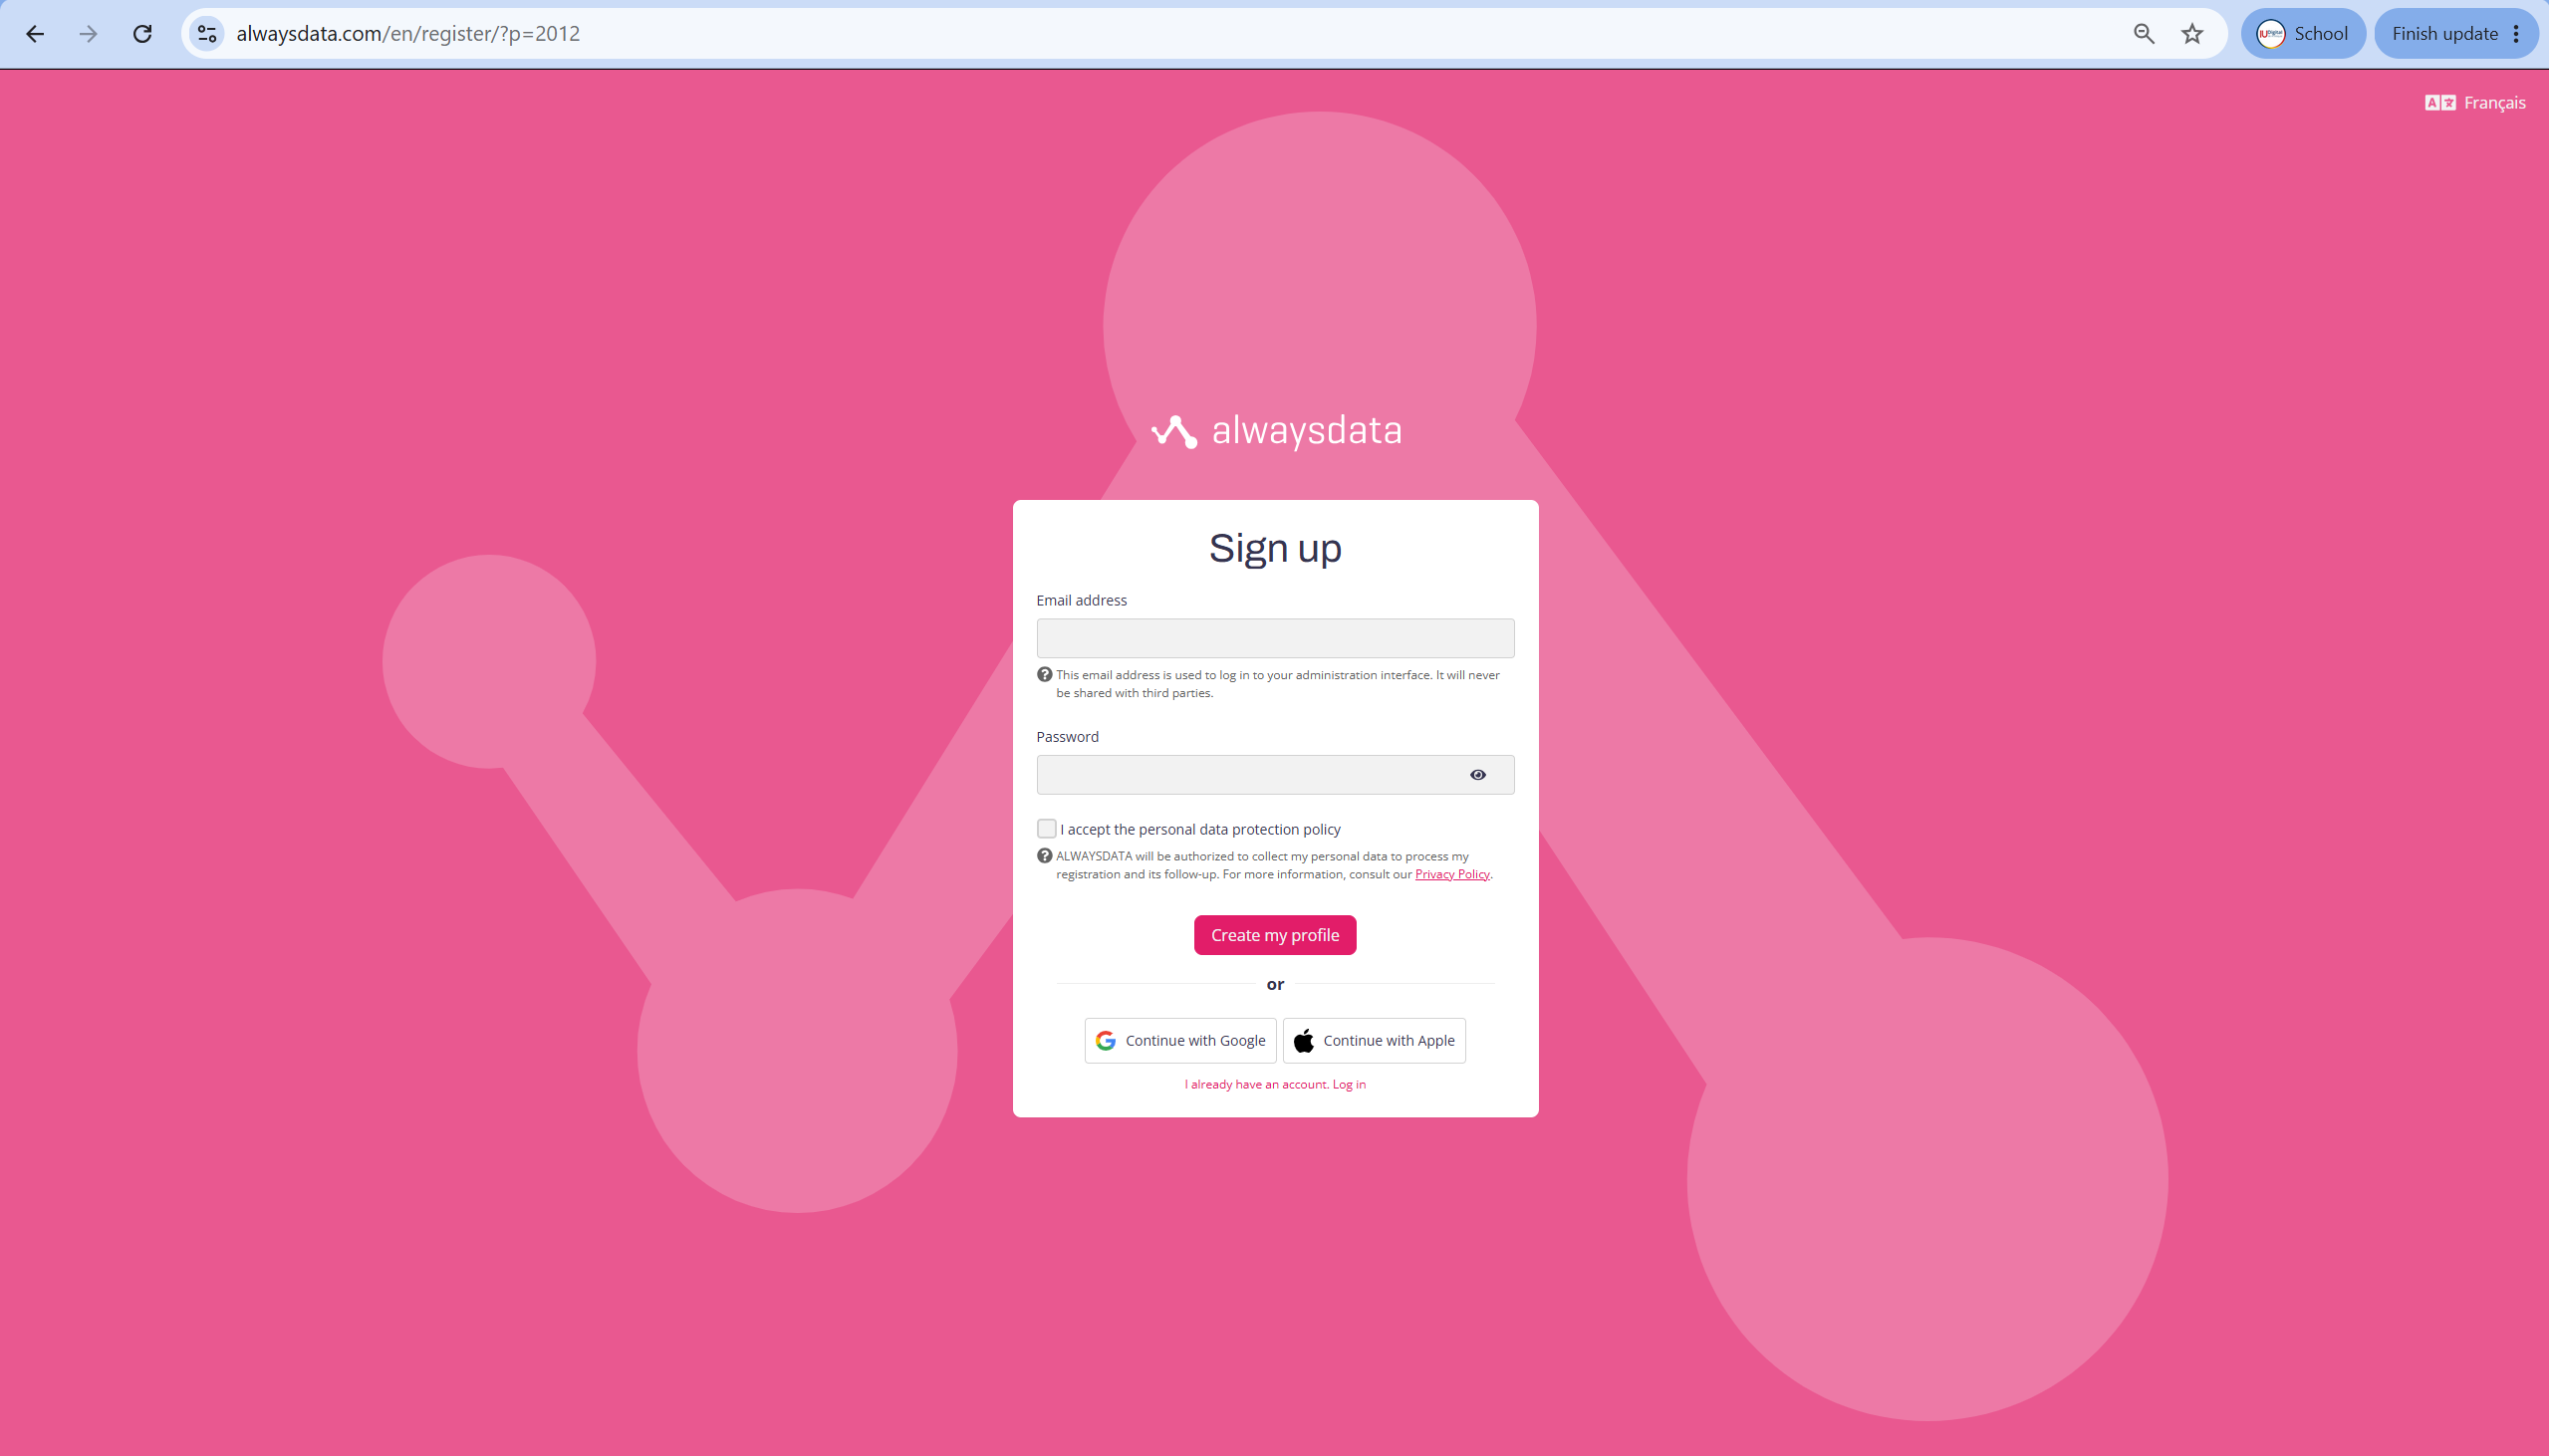 alwaysdata.com/en/register/?p=2012
School
Finish update
Français
alwaysdata
Sign up
Email address
This email address is used to log in to your administration interface. It will never
be shared with third parties.
Password
I accept the personal data protection policy
ALWAYSDATA will be authorized to collect my personal data to process my
registration and its follow-up. For more information, consult our Privacy Policy.
Create my profile
or
Continue with Google
Continue with Apple
I already have an account. Log in